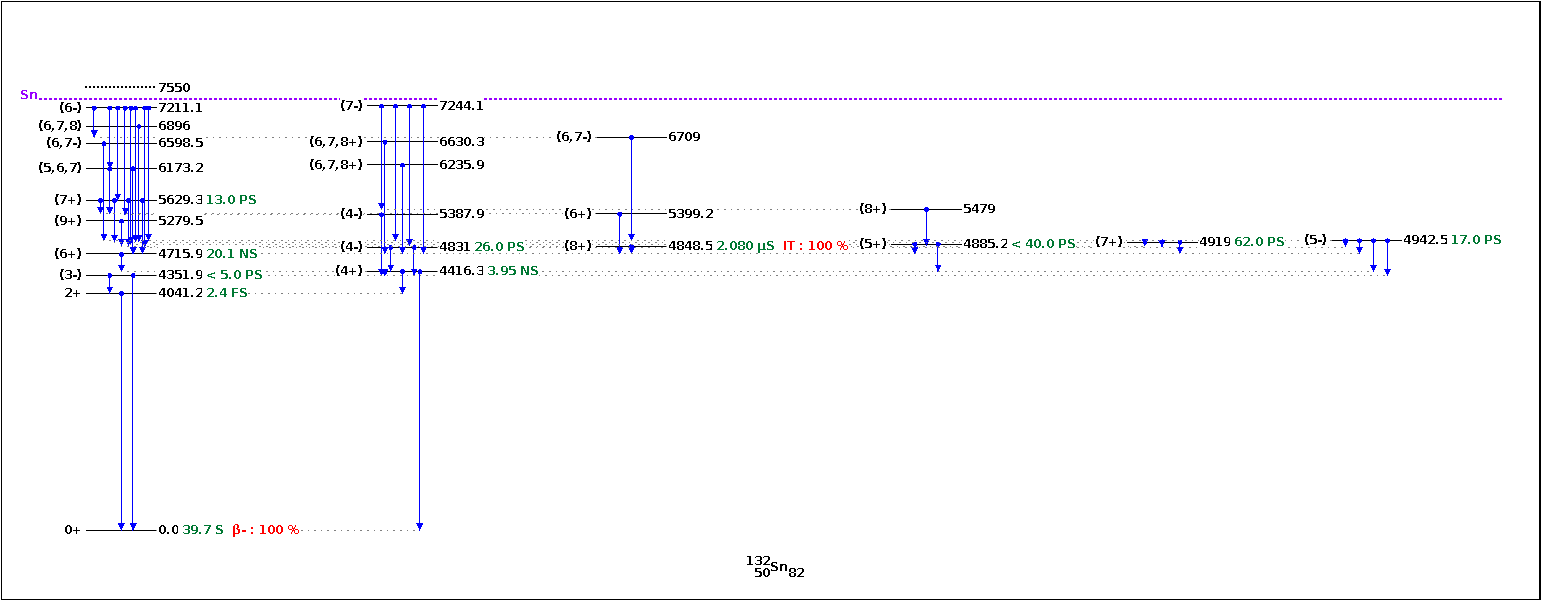 7550
Sn
(6-) 7211.1
(7-) 7244.1
(6,7,8) 6896
(6,7-) 6709
(6,7-) 6598.5
(6,7,8+) 6630.3
(5,6,7) 6173.2
(6,7,8+) 6235.9
(7+) 5629.3 13.0 PS
(4-) 5387.9
(6+) 5399.2
(8+) 5479
(9+) 5279.5
(4-) 4831 26.0 PS
(8+) 4848.5 2.080 µS IT : 100 %
(5+) 4885.2 < 40.0 PS
(7+) 4919 62.0 PS
(5-) 4942.5 17.0 PS
(6+) 4715.9 20.1 NS
(3-) 4351.9 < 5.0 PS
(4+) 4416.3 3.95 NS
2+ 4041.2 2.4 FS
0+ 0.0 39.7 S β- : 100 %
132
50Sn82